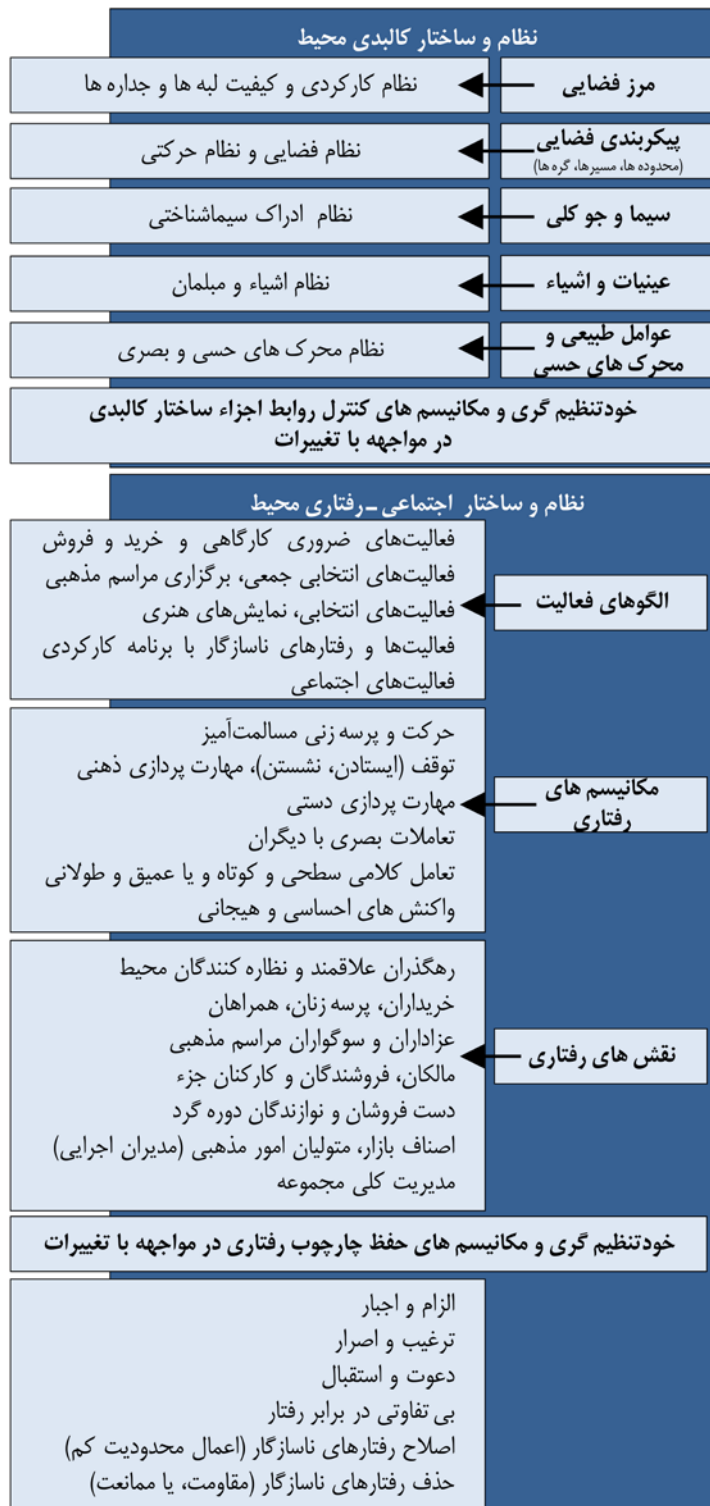 نظام و ساختار کالبدی محیط
مرز فضایی
نظام کارکردی و کیفیت لبه ها و جداره ها
پیکربندی فضایی
(محدوده ها، مسیرها، گره ها)
نظام فضایی و نظام حرکتی
سیما و جو کلی
نظام ادراک سیماشناختی
عینیات و اشیاء
نظام اشیاء و مبلمان
عوامل طبیعی و
محرک های حسی
نظام محرک های حسی و بصری
خودتنظیم گری و مکانیسم های کنترل روابط اجزاء ساختار کالبدی
در مواجهه با تغییرات
نظام و ساختار اجتماعی-رفتاری محیط
الگوهای فعالیت
فعالیت‌های ضروری کارگاهی و خرید و فروش
فعالیت‌های انتخابی جمعی، برگزاری مراسم مذهبی
فعالیت‌های انتخابی، نمایش‌های هنری
فعالیت‌ها و رفتارهای ناسازگار با برنامه کارکردی
فعالیت‌های اجتماعی
مکانیسم های
رفتاری
حرکت و پرسه زنی مسالمت‌آمیز
توقف (ایستادن، نشستن)، مهارت پردازی ذهنی
مهارت پردازی دستی
تعاملات بصری با دیگران
تعامل کلامی سطحی و کوتاه و یا عمیق و طولانی
واکنش های احساسی و هیجانی
نقش های رفتاری
رهگذران علاقمند و نظاره کنندگان محیط
خریداران، پرسه زنان، همراهان
عزاداران و سوگواران مراسم مذهبی
مالکان، فروشندگان و کارکنان جزء
دست فروشان و نوازندگان دوره گرد
اصناف بازار، متولیان امور مذهبی (مدیران اجرایی)
مدیریت کلی مجموعه
خودتنظیم گری و مکانیسم های حفظ چارچوب رفتاری در مواجهه با تغییرات
الزام و اجبار
ترغیب و اصرار
دعوت و استقبال
بی تفاوتی در برابر رفتار
اصلاح رفتارهای ناسازگار (اعمال محدودیت کم)
حذف رفتارهای ناسازگار (مقاومت، یا ممانعت)